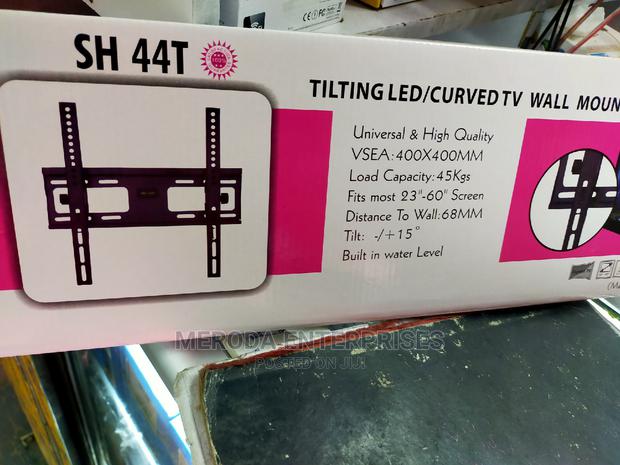 SH 44T
100%
TILTING LED/CURVED TV WALL MOUN
Universal & High Quality
VSEA: 400X400MM
Load Capacity: 45Kgs
Fits most 23"-60" Screen
Distance To Wall: 68MM
Tilt: -/+15°
Built in water Level
MERODA ENTERPRISES
POSTED ON JIJI